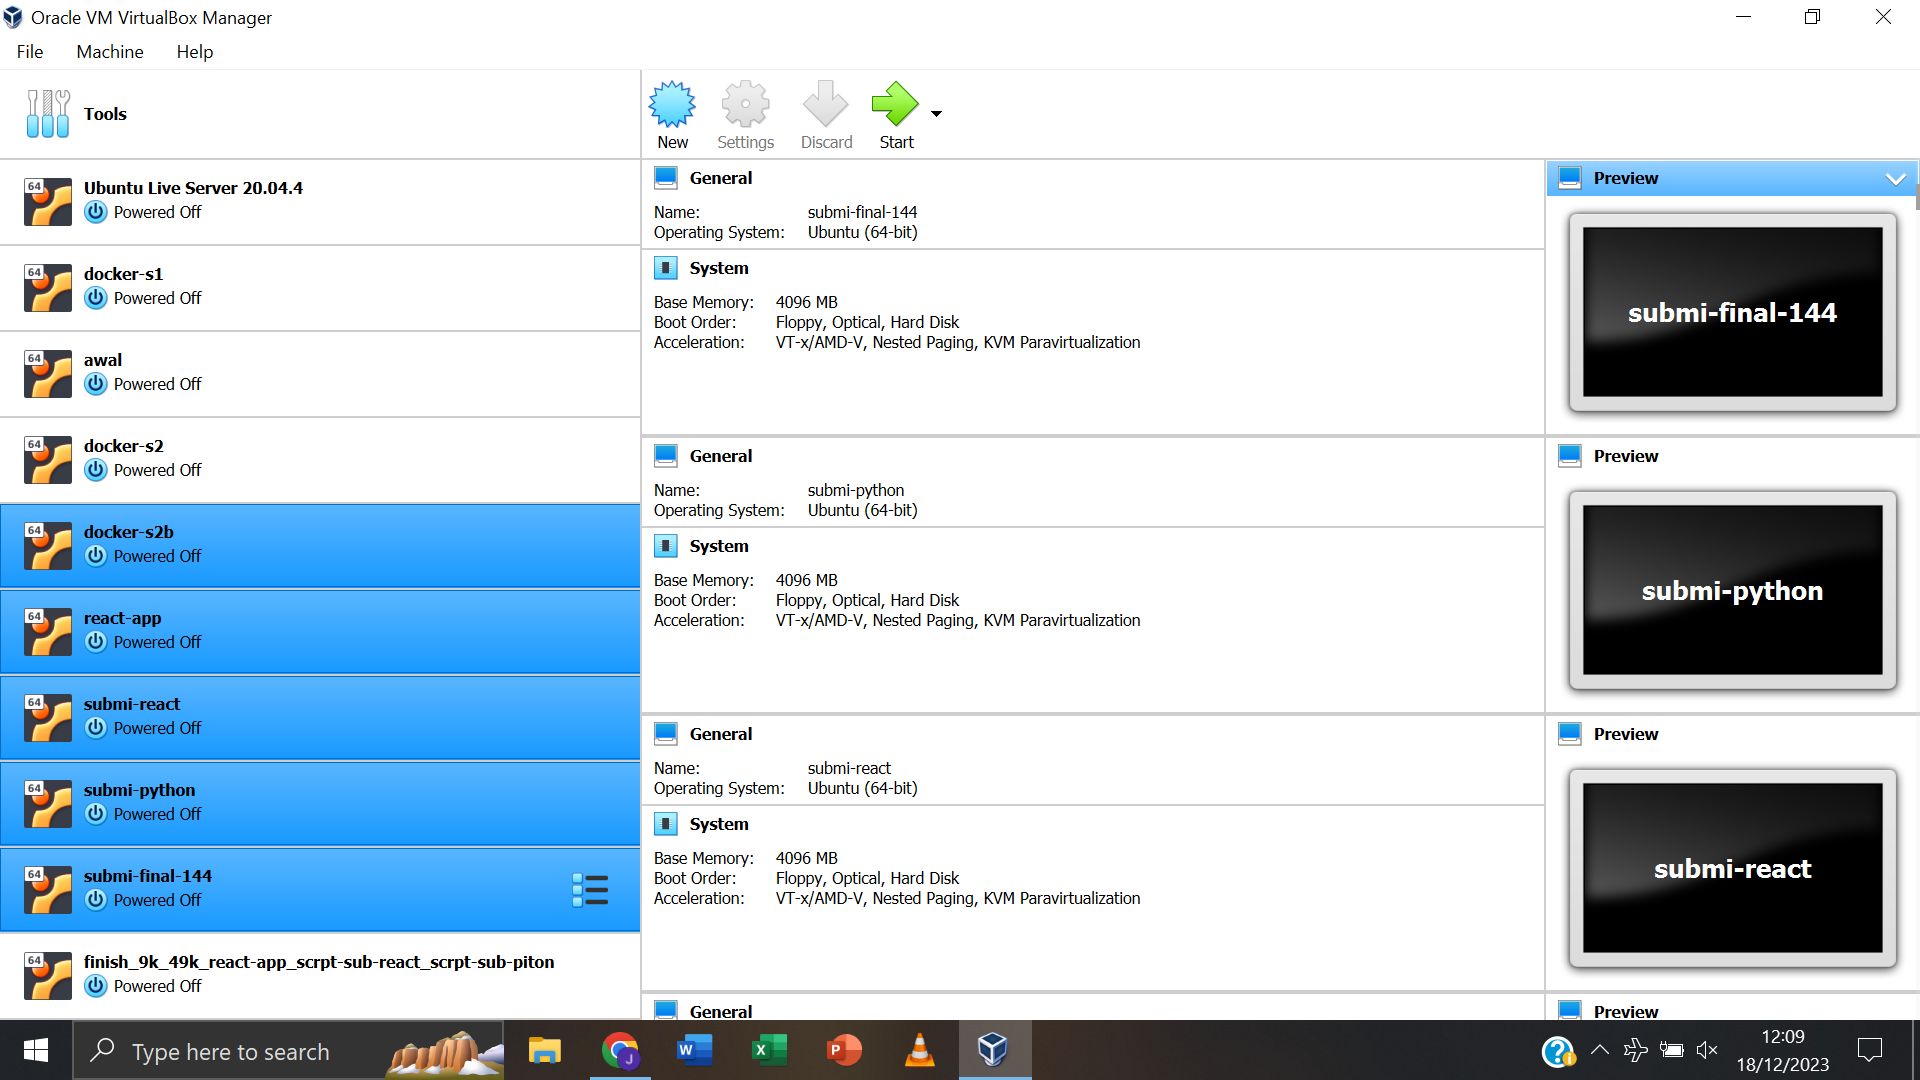 Oracle VM VirtualBox Manager
File Machine Help
Tools
New Settings Discard Start
64 Ubuntu Live Server 20.04.4
Powered Off
64 docker-s1
Powered Off
64 awal
Powered Off
64 docker-s2
Powered Off
64 docker-s2b
Powered Off
64 react-app
Powered Off
64 submi-react
Powered Off
64 submi-python
Powered Off
64 submi-final-144
Powered Off
64 finish_9k_49k_react-app_scrpt-sub-react_scrpt-sub-piton
Powered Off
General
Name: submi-final-144
Operating System: Ubuntu (64-bit)
System
Base Memory: 4096 MB
Boot Order: Floppy, Optical, Hard Disk
Acceleration: VT-x/AMD-V, Nested Paging, KVM Paravirtualization
Preview
submi-final-144
General
Name: submi-python
Operating System: Ubuntu (64-bit)
System
Base Memory: 4096 MB
Boot Order: Floppy, Optical, Hard Disk
Acceleration: VT-x/AMD-V, Nested Paging, KVM Paravirtualization
Preview
submi-python
General
Name: submi-react
Operating System: Ubuntu (64-bit)
System
Base Memory: 4096 MB
Boot Order: Floppy, Optical, Hard Disk
Acceleration: VT-x/AMD-V, Nested Paging, KVM Paravirtualization
Preview
submi-react
General
Preview
Type here to search
J
W
X
P
12:09
18/12/2023